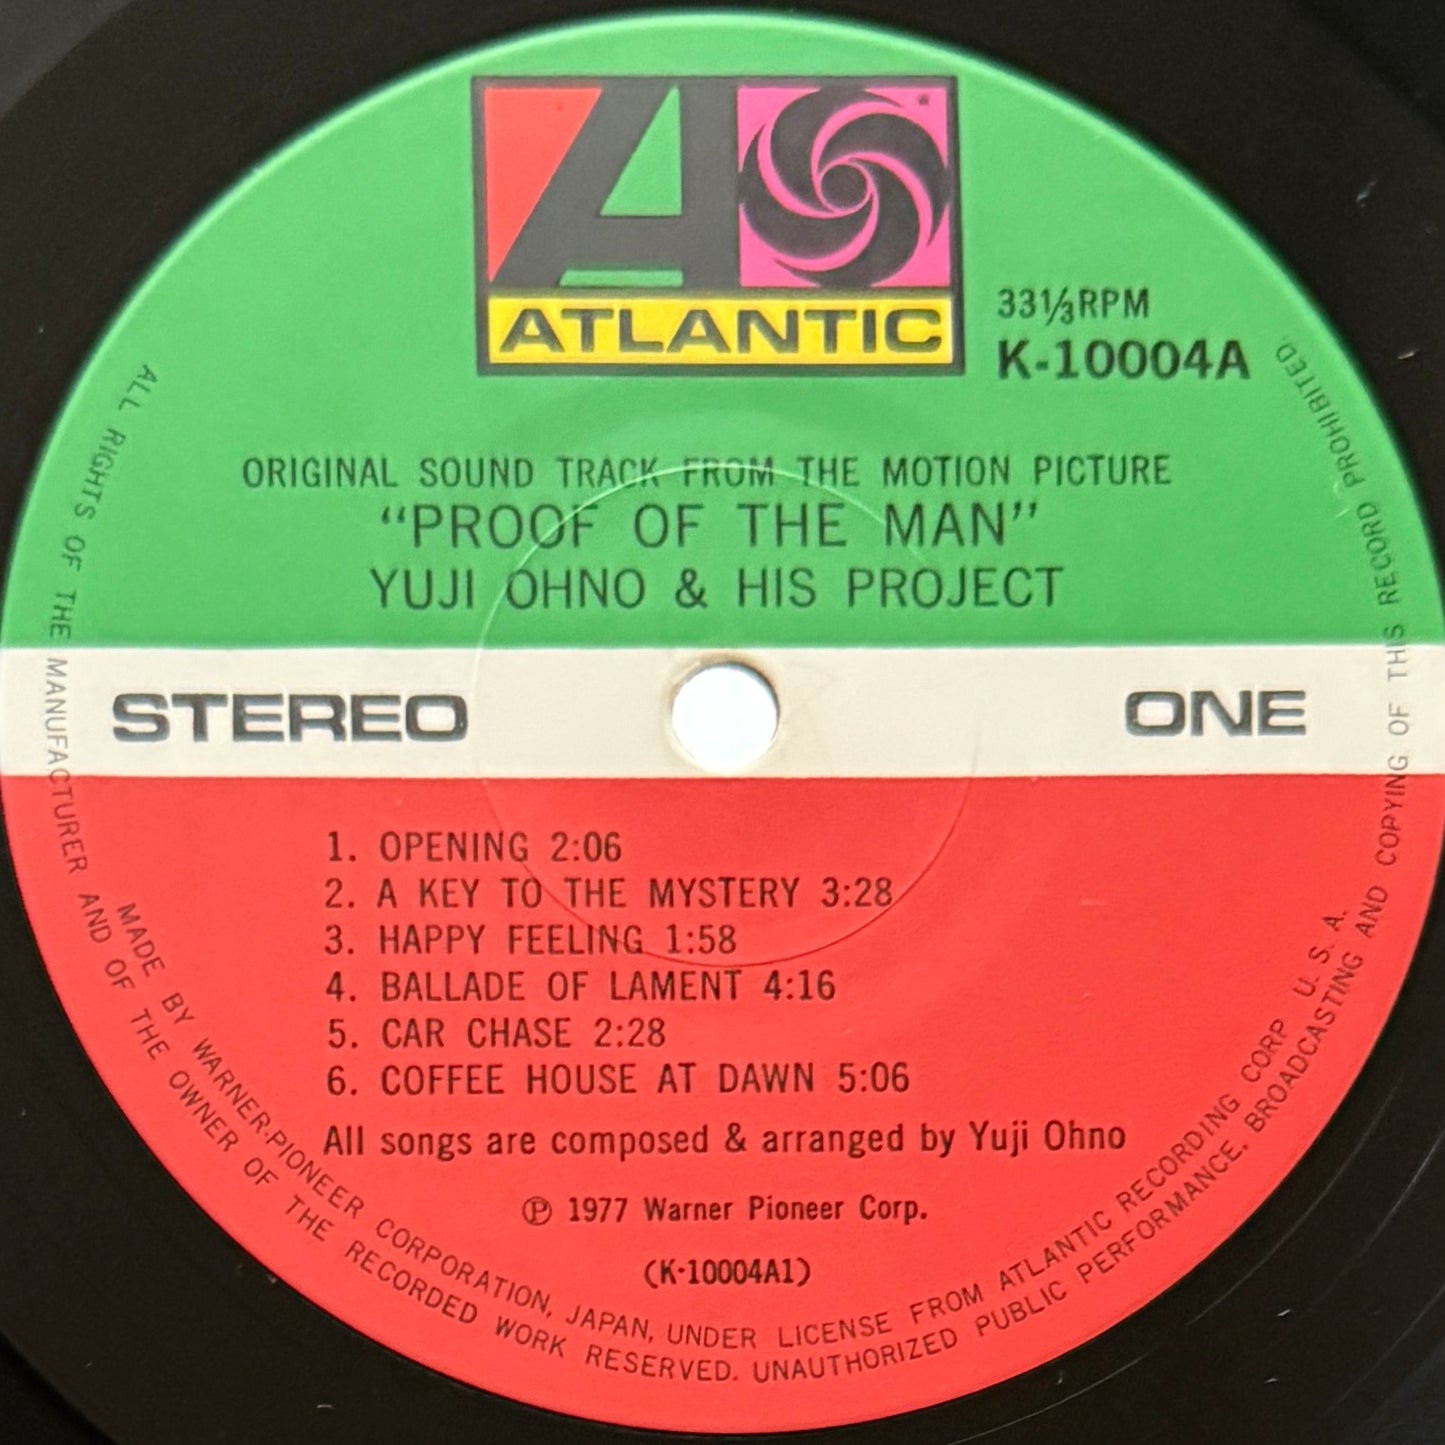 A
ATLANTIC
33⅓RPM
K-10004A
ORIGINAL SOUND TRACK FROM THE MOTION PICTURE
“PROOF OF THE MAN”
YUJI OHNO & HIS PROJECT
STEREO
ONE
1. OPENING 2:06
2. A KEY TO THE MYSTERY 3:28
3. HAPPY FEELING 1:58
4. BALLADE OF LAMENT 4:16
5. CAR CHASE 2:28
6. COFFEE HOUSE AT DAWN 5:06
All songs are composed & arranged by Yuji Ohno
℗ 1977 Warner Pioneer Corp.
(K-10004A1)
MADE BY WARNER-PIONEER CORPORATION, JAPAN, UNDER LICENSE FROM ATLANTIC RECORDING CORP. U. S. A.
ALL RIGHTS OF THE MANUFACTURER AND OF THE OWNER OF THE RECORDED WORK RESERVED. UNAUTHORIZED PUBLIC PERFORMANCE, BROADCASTING AND COPYING OF THIS RECORD PROHIBITED.